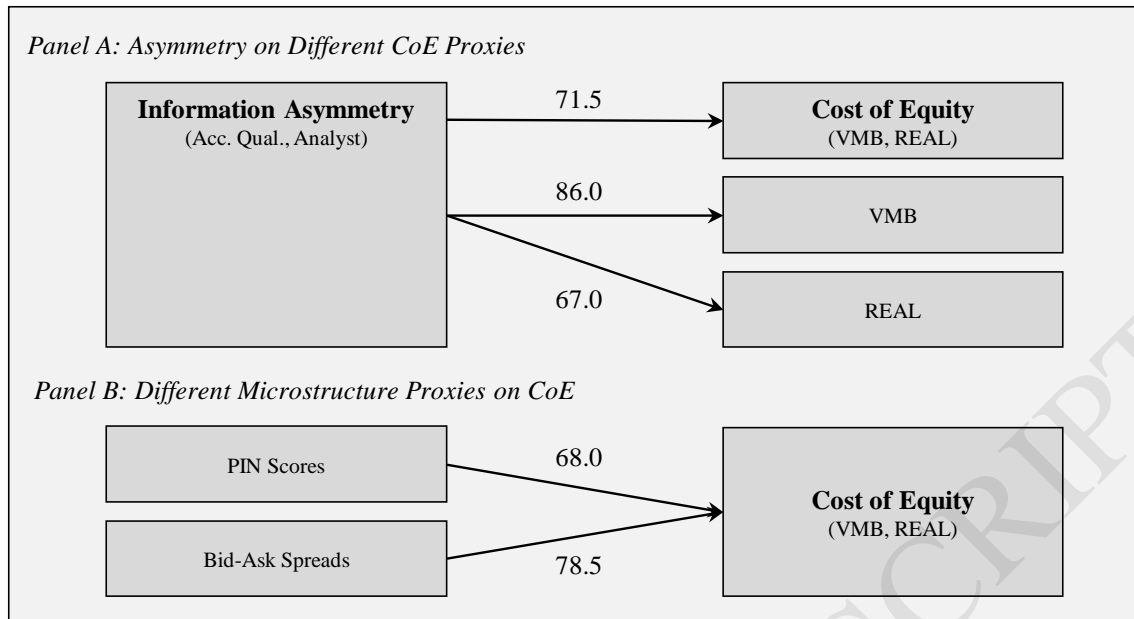 Panel A: Asymmetry on Different CoE Proxies
Information Asymmetry
(Acc. Qual., Analyst)
71.5
Cost of Equity
(VMB, REAL)
86.0
VMB
67.0
REAL
Panel B: Different Microstructure Proxies on CoE
PIN Scores
68.0
Cost of Equity
(VMB, REAL)
Bid-Ask Spreads
78.5